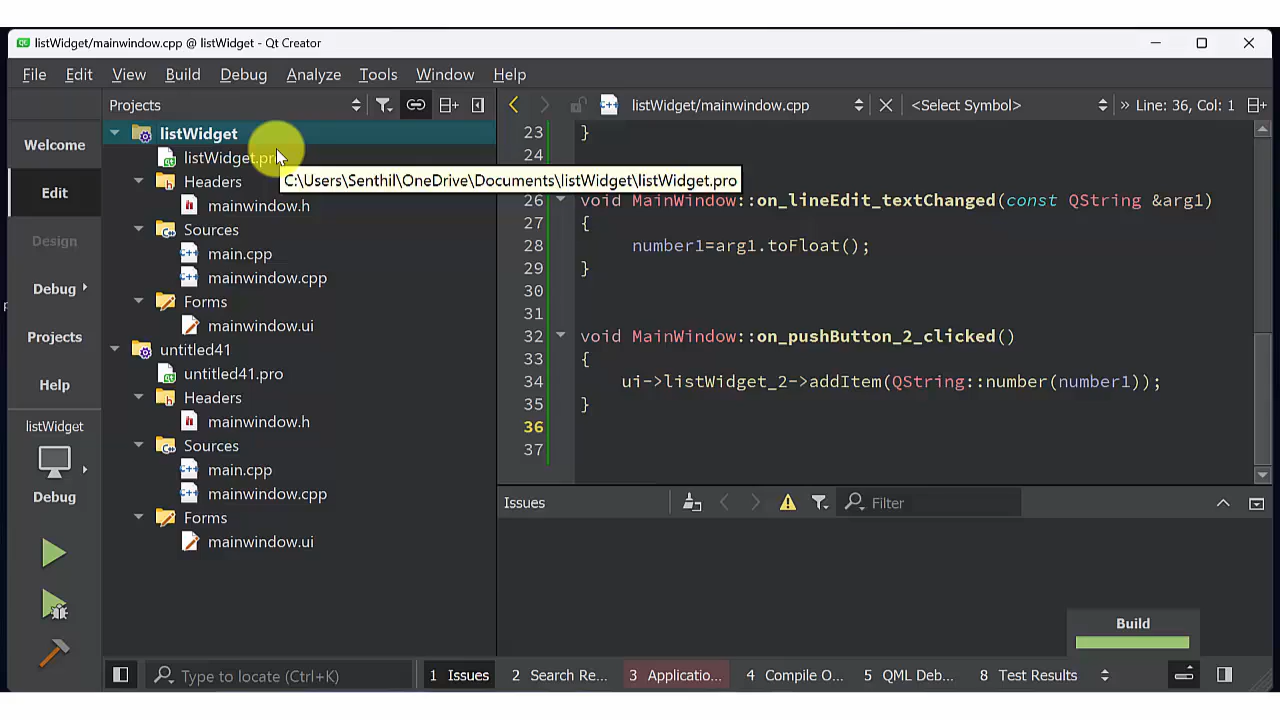 listWidget/mainwindow.cpp @ listWidget - Qt Creator
File Edit View Build Debug Analyze Tools Window Help
Projects
listWidget/mainwindow.cpp
<Select Symbol>
» Line: 36, Col: 1
Welcome
Edit
Design
Debug
Projects
Help
listWidget
Debug
listWidget
listWidget.pr
Headers
mainwindow.h
Sources
main.cpp
mainwindow.cpp
Forms
mainwindow.ui
untitled41
untitled41.pro
Headers
mainwindow.h
Sources
main.cpp
mainwindow.cpp
Forms
mainwindow.ui
C:\Users\Senthil\OneDrive\Documents\listWidget\listWidget.pro
23 }
24
26 void MainWindow::on_lineEdit_textChanged(const QString &arg1)
27 {
28 number1=arg1.toFloat();
29 }
30
31
32 void MainWindow::on_pushButton_2_clicked()
33 {
34 ui->listWidget_2->addItem(QString::number(number1));
35 }
36
37
Issues
Filter
Build
Type to locate (Ctrl+K)
1 Issues
2 Search Re...
3 Applicatio...
4 Compile O...
5 QML Deb...
8 Test Results